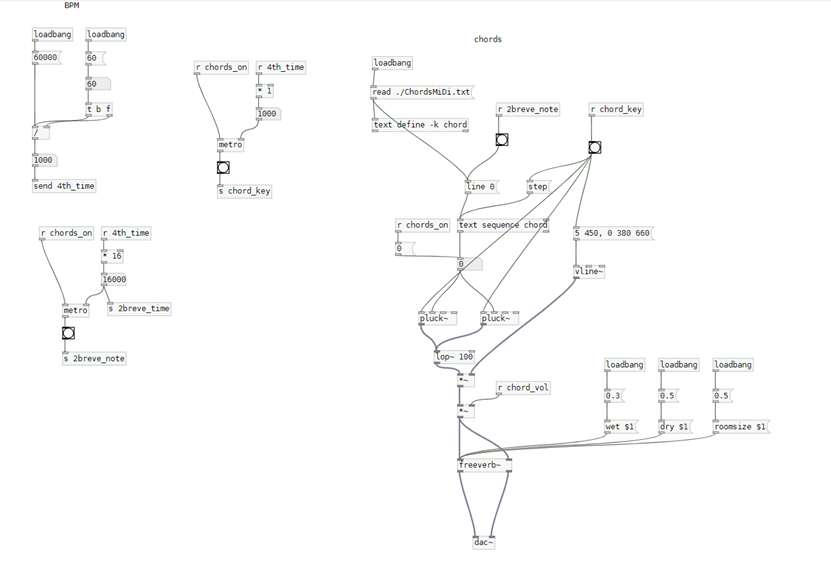 BPM
chords
loadbang
loadbang
60000
60
60
t b f
/
1000
send 4th_time
r chords_on
r 4th_time
* 1
1000
metro
s chord_key
r chords_on
r 4th_time
* 16
16000
metro
s 2breve_time
s 2breve_note
loadbang
read ./ChordsMiDi.txt
text define -k chord
r 2breve_note
r chord_key
line 0
step
r chords_on
text sequence chord
0
0
5 450, 0 380 660
vline~
pluck~
pluck~
lop~ 100
*~
r chord_vol
*~
loadbang
loadbang
loadbang
0.3
0.5
0.5
wet $1
dry $1
roomsize $1
freeverb~
dac~